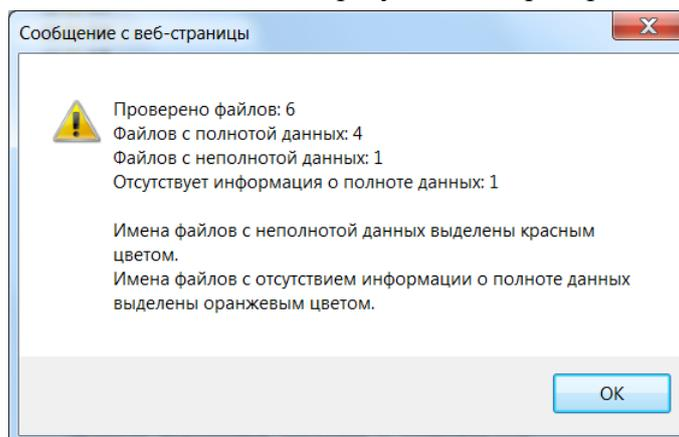 Сообщение с веб-страницы
X
Проверено файлов: 6
Файлов с полнотой данных: 4
Файлов с неполнотой данных: 1
Отсутствует информация о полноте данных: 1
Имена файлов с неполнотой данных выделены красным
цветом.
Имена файлов с отсутствием информации о полноте данных
выделены оранжевым цветом.
ОК